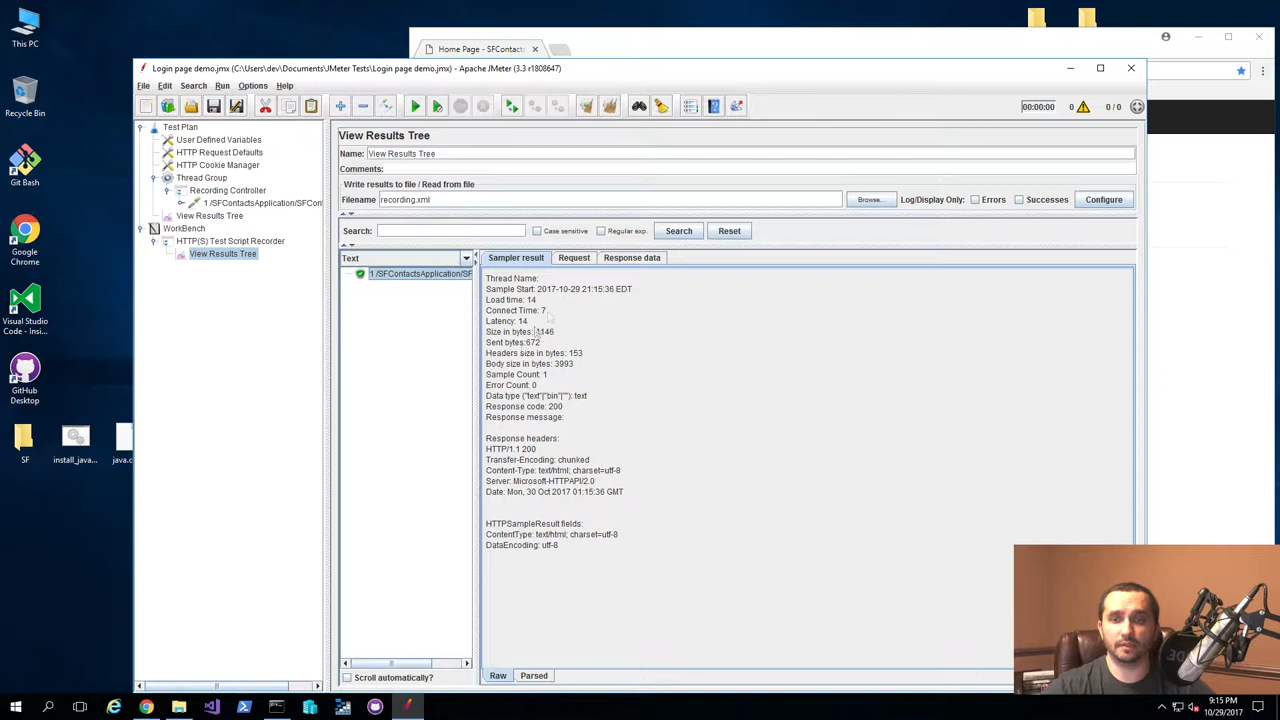 This PC
Recycle Bin
Git Bash
Google
Chrome
Visual Studio
Code - Insi...
GitHub
Desktop
SF
install_java...
java.c
Home Page - SFContacts
Login page demo.jmx (C:\Users\dev\Documents\JMeter Tests\Login page demo.jmx) - Apache JMeter (3.3 r1808647)
File Edit Search Run Options Help
00:00:00 0 0 / 0
Test Plan
User Defined Variables
HTTP Request Defaults
HTTP Cookie Manager
Thread Group
Recording Controller
1 /SFContactsApplication/SFCont
View Results Tree
WorkBench
HTTP(S) Test Script Recorder
View Results Tree
View Results Tree
Name: View Results Tree
Comments:
Write results to file / Read from file
Filename recording.xml Browse... Log/Display Only: Errors Successes Configure
Search: Case sensitive Regular exp. Search Reset
Text
1 /SFContactsApplication/SF
Scroll automatically?
Sampler result Request Response data
Thread Name:
Sample Start: 2017-10-29 21:15:36 EDT
Load time: 14
Connect Time: 7
Latency: 14
Size in bytes: 4146
Sent bytes:672
Headers size in bytes: 153
Body size in bytes: 3993
Sample Count: 1
Error Count: 0
Data type ("text"|"bin"|""): text
Response code: 200
Response message:
Response headers:
HTTP/1.1 200
Transfer-Encoding: chunked
Content-Type: text/html; charset=utf-8
Server: Microsoft-HTTPAPI/2.0
Date: Mon, 30 Oct 2017 01:15:36 GMT
HTTPSampleResult fields:
ContentType: text/html; charset=utf-8
DataEncoding: utf-8
Raw Parsed
9:15 PM
10/29/2017